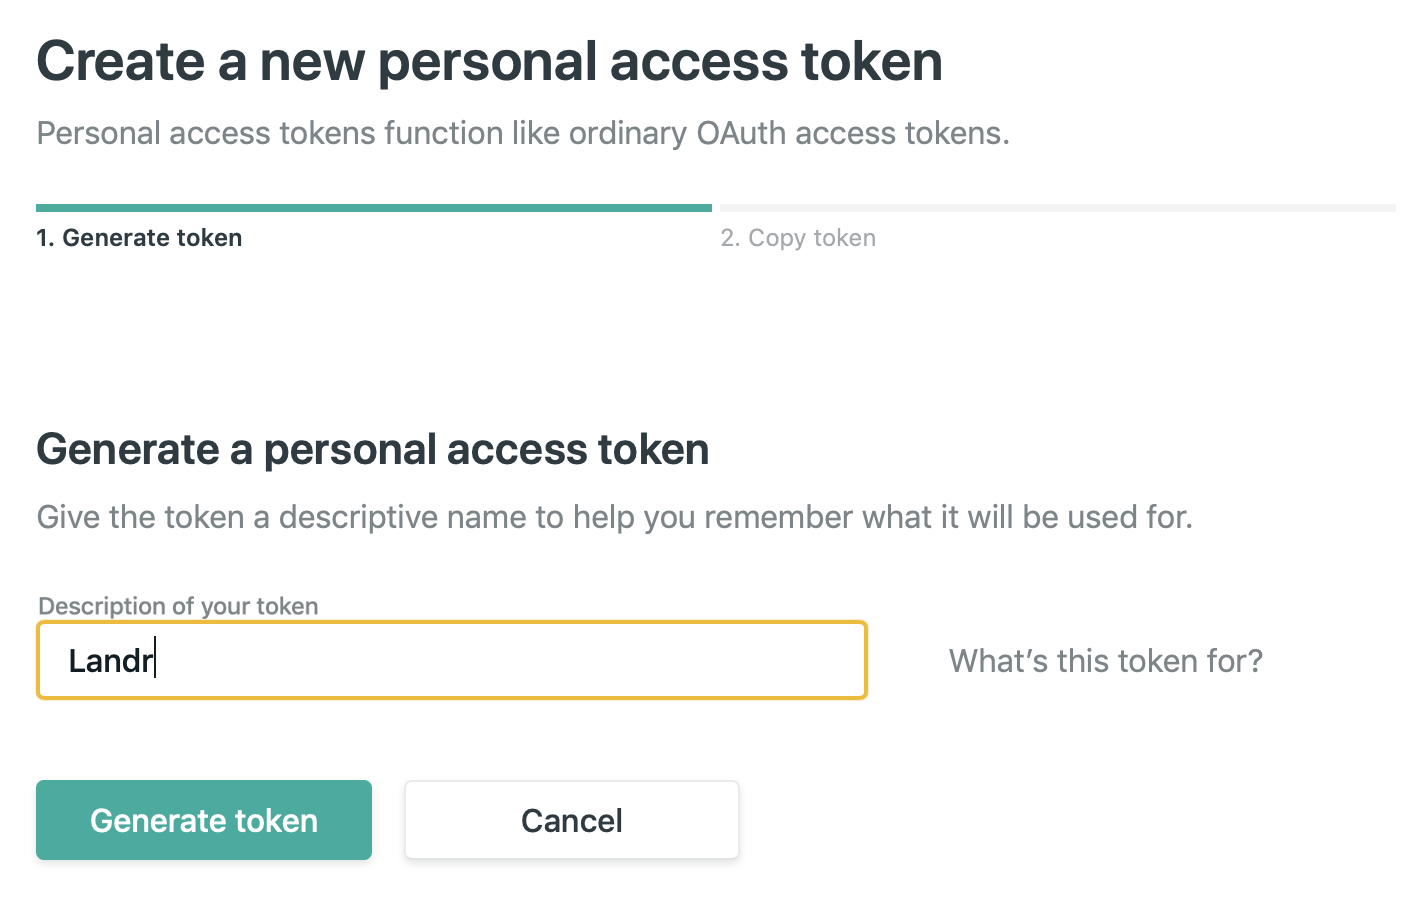 Create a new personal access token
Personal access tokens function like ordinary OAuth access tokens.
1. Generate token
2. Copy token
Generate a personal access token
Give the token a descriptive name to help you remember what it will be used for.
Description of your token
Landr
What’s this token for?
Generate token
Cancel